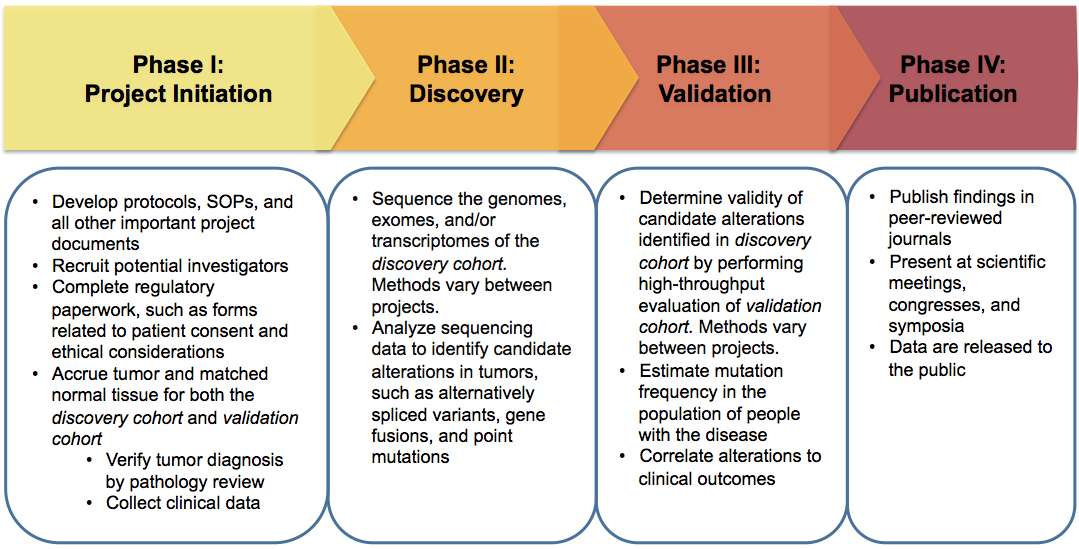 Phase I:
Project Initiation
Phase II:
Discovery
Phase III:
Validation
Phase IV:
Publication
• Develop protocols, SOPs, and
all other important project
documents
• Recruit potential investigators
• Complete regulatory
paperwork, such as forms
related to patient consent and
ethical considerations
• Accrue tumor and matched
normal tissue for both the
discovery cohort and validation
cohort
• Verify tumor diagnosis
by pathology review
• Collect clinical data
• Sequence the genomes,
exomes, and/or
transcriptomes of the
discovery cohort.
Methods vary between
projects.
• Analyze sequencing
data to identify candidate
alterations in tumors,
such as alternatively
spliced variants, gene
fusions, and point
mutations
• Determine validity of
candidate alterations
identified in discovery
cohort by performing
high-throughput
evaluation of validation
cohort. Methods vary
between projects.
• Estimate mutation
frequency in the
population of people
with the disease
• Correlate alterations to
clinical outcomes
• Publish findings in
peer-reviewed
journals
• Present at scientific
meetings,
congresses, and
symposia
• Data are released to
the public